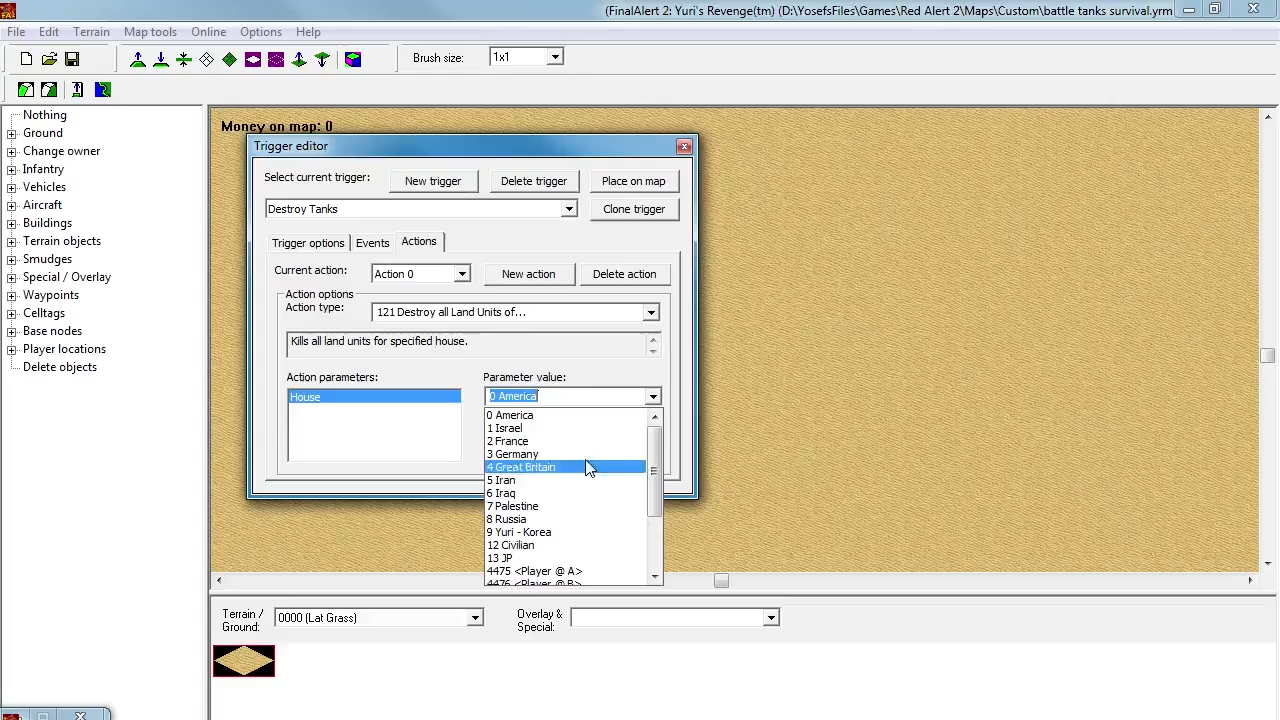 (FinalAlert 2: Yuri's Revenge(tm) (D:\YosefsFiles\Games\Red Alert 2\Maps\Custom\battle tanks survival.yrm
File Edit Terrain Map tools Online Options Help
Brush size: 1x1
Nothing
Ground
Change owner
Infantry
Vehicles
Aircraft
Buildings
Terrain objects
Smudges
Special / Overlay
Waypoints
Celltags
Base nodes
Player locations
Delete objects
Money on map: 0
Trigger editor
Select current trigger: New trigger Delete trigger Place on map
Destroy Tanks Clone trigger
Trigger options Events Actions
Current action: Action 0 New action Delete action
Action options
Action type: 121 Destroy all Land Units of...
Kills all land units for specified house.
Action parameters: Parameter value:
House 0 America
0 America
1 Israel
2 France
3 Germany
4 Great Britain
5 Iran
6 Iraq
7 Palestine
8 Russia
9 Yuri - Korea
12 Civilian
13 JP
4475 <Player @ A>
4476 <Player @ B>
Terrain / Ground: 0000 (Lat Grass) Overlay & Special: